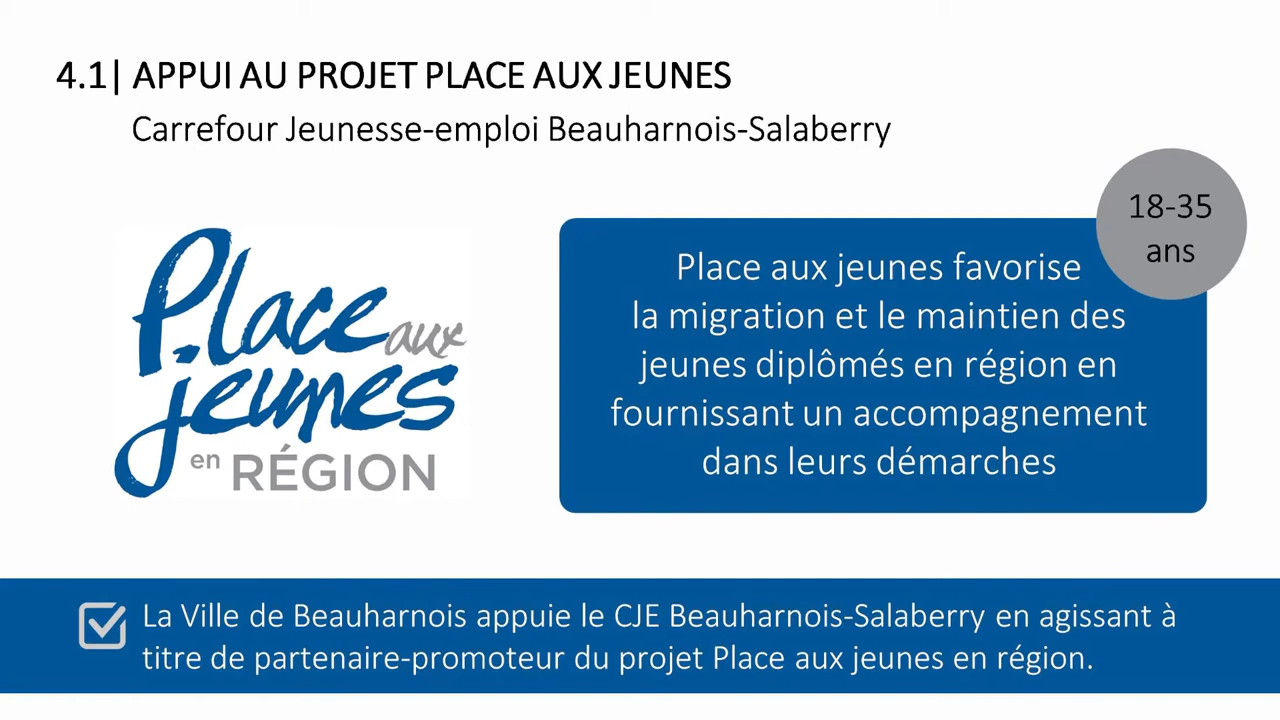 4.1| APPUI AU PROJET PLACE AUX JEUNES
Carrefour Jeunesse-emploi Beauharnois-Salaberry
18-35
ans
Place aux
jeunes
en RÉGION
Place aux jeunes favorise
la migration et le maintien des
jeunes diplômés en région en
fournissant un accompagnement
dans leurs démarches
La Ville de Beauharnois appuie le CJE Beauharnois-Salaberry en agissant à
titre de partenaire-promoteur du projet Place aux jeunes en région.